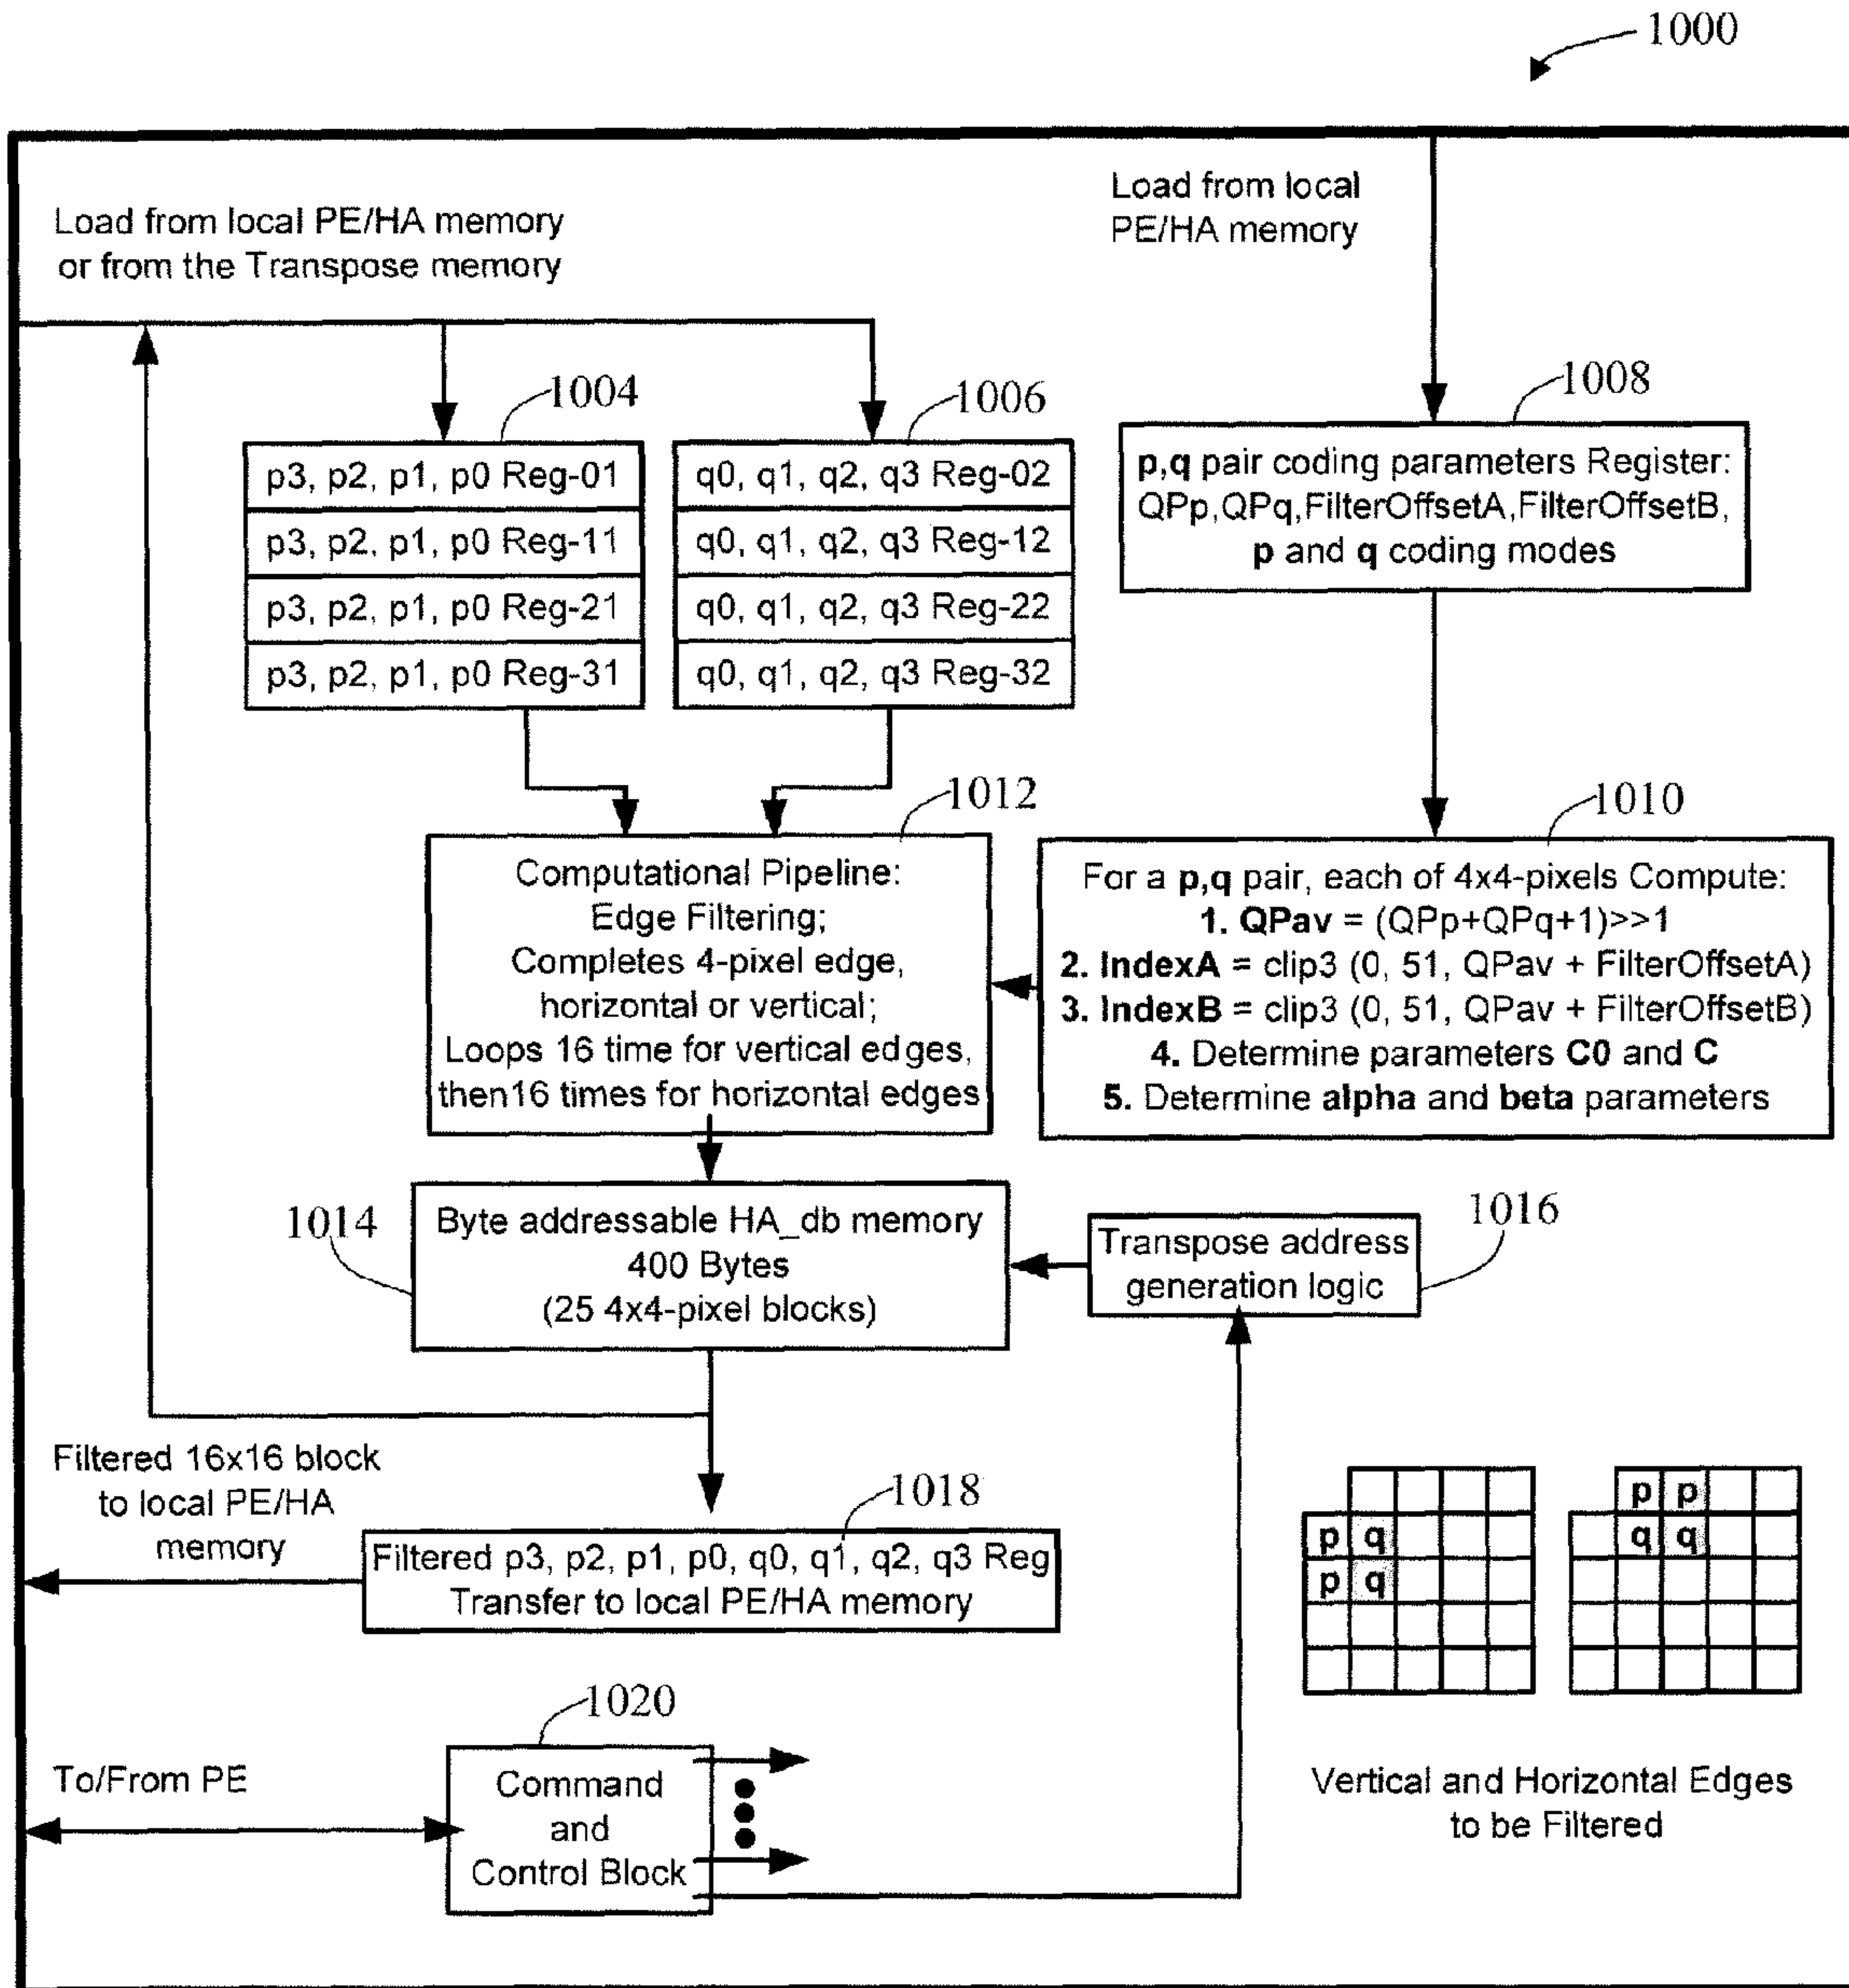 1000
Load from local PE/HA memory
or from the Transpose memory
Load from local
PE/HA memory
1004
1006
1008
p3, p2, p1, p0 Reg-01
p3, p2, p1, p0 Reg-11
p3, p2, p1, p0 Reg-21
p3, p2, p1, p0 Reg-31
q0, q1, q2, q3 Reg-02
q0, q1, q2, q3 Reg-12
q0, q1, q2, q3 Reg-22
q0, q1, q2, q3 Reg-32
p,q pair coding parameters Register:
QPp,QPq,FilterOffsetA,FilterOffsetB,
p and q coding modes
1012
Computational Pipeline:
Edge Filtering;
Completes 4-pixel edge,
horizontal or vertical;
Loops 16 time for vertical edges,
then16 times for horizontal edges
1010
For a p,q pair, each of 4x4-pixels Compute:
1. QPav = (QPp+QPq+1)>>1
2. IndexA = clip3 (0, 51, QPav + FilterOffsetA)
3. IndexB = clip3 (0, 51, QPav + FilterOffsetB)
4. Determine parameters C0 and C
5. Determine alpha and beta parameters
1014
Byte addressable HA_db memory
400 Bytes
(25 4x4-pixel blocks)
1016
Transpose address
generation logic
Filtered 16x16 block
to local PE/HA
memory
1018
Filtered p3, p2, p1, p0, q0, q1, q2, q3 Reg
Transfer to local PE/HA memory
p q
p q
p p
q q
Vertical and Horizontal Edges
to be Filtered
1020
To/From PE
Command
and
Control Block